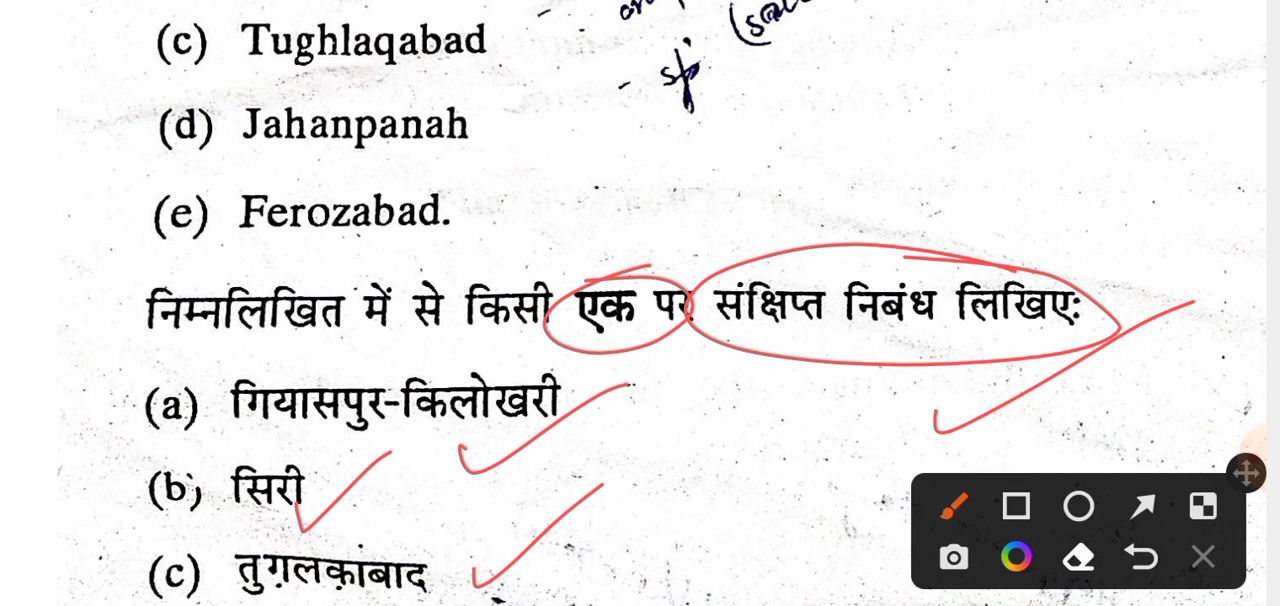 (c) Tughlaqabad
(d) Jahanpanah
(e) Ferozabad.
निम्नलिखित में से किसी एक पर संक्षिप्त निबंध लिखिएः
(a) गियासपुर-किलोखरी
(b) सिरी
(c) तुग़लक़ाबाद